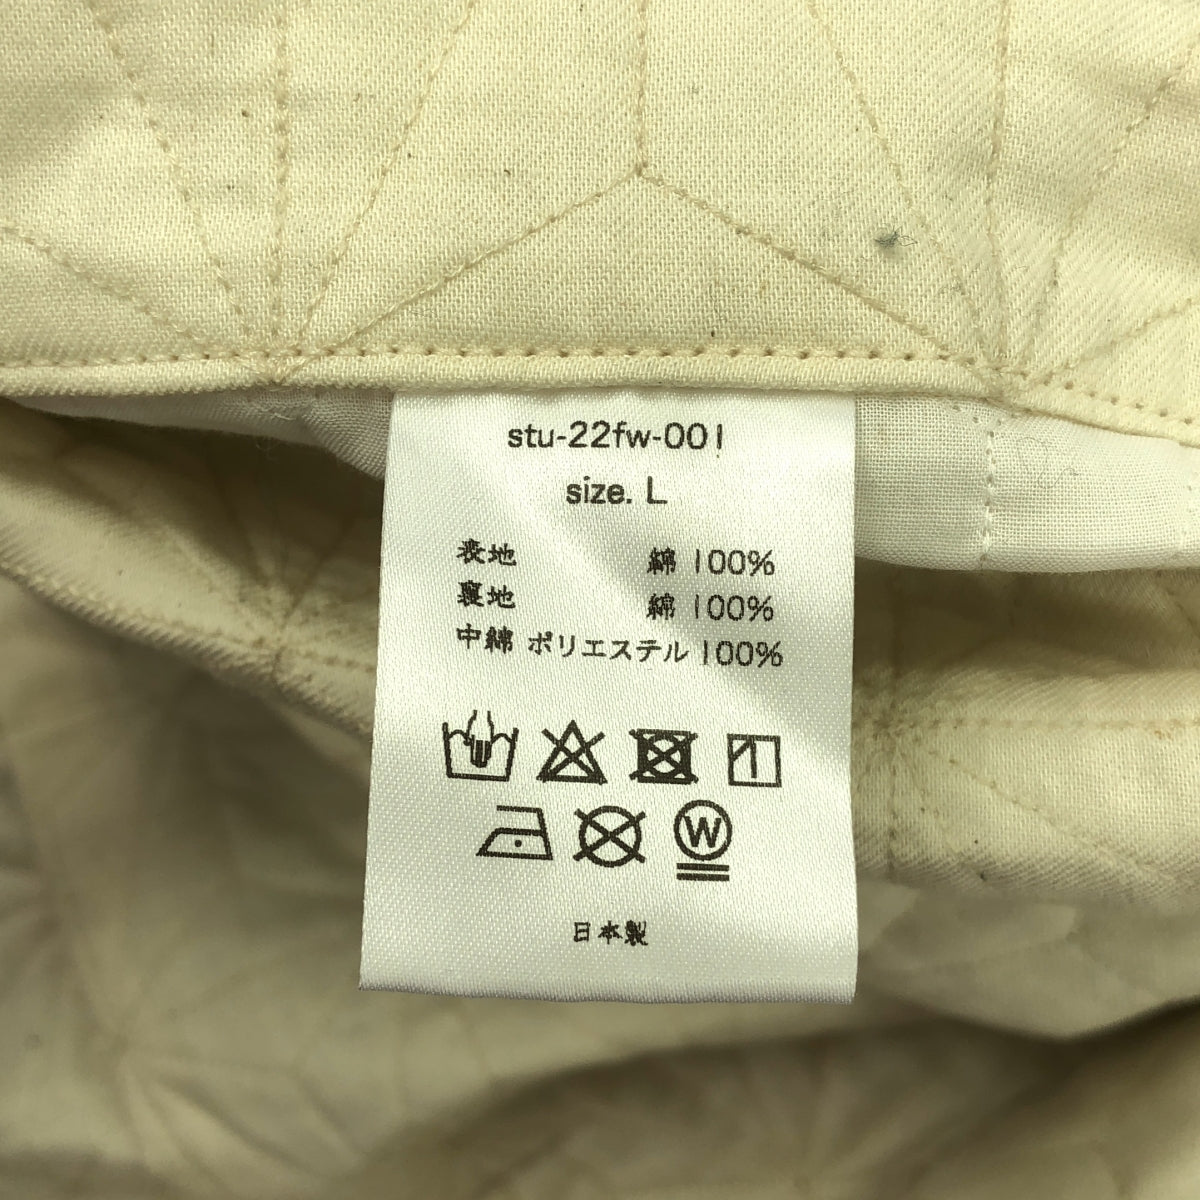 stu-22fw-001
size. L
表地 綿 100%
裏地 綿 100%
中綿 ポリエステル 100%
W
日本製